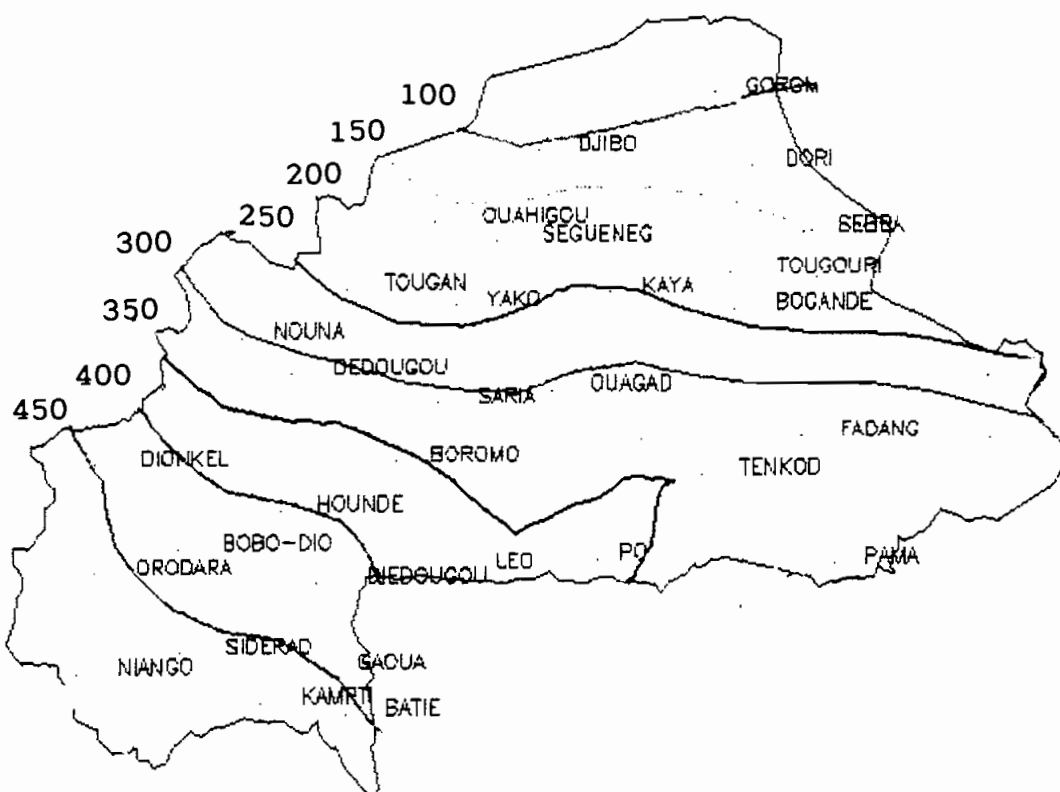 GOROM
100
150
DJIBO
DORI
200
250
OUAHIGOU
SEGUENEG
SEBBA
300
TOUGOURI
TOUGAN
YAKO
KAYA
BOGANDE
350
NOUNA
DEDOUGOU
SARIA
OUAGAD
400
450
FADANG
DIONKEL
BOROMO
TENKOD
HOUNDE
BOBO-DIO
ORODARA
LEO
PO
PAMA
DIEDOUGOU
SIDERAD
NIANGO
GAOUA
KAMPTI
BATIE